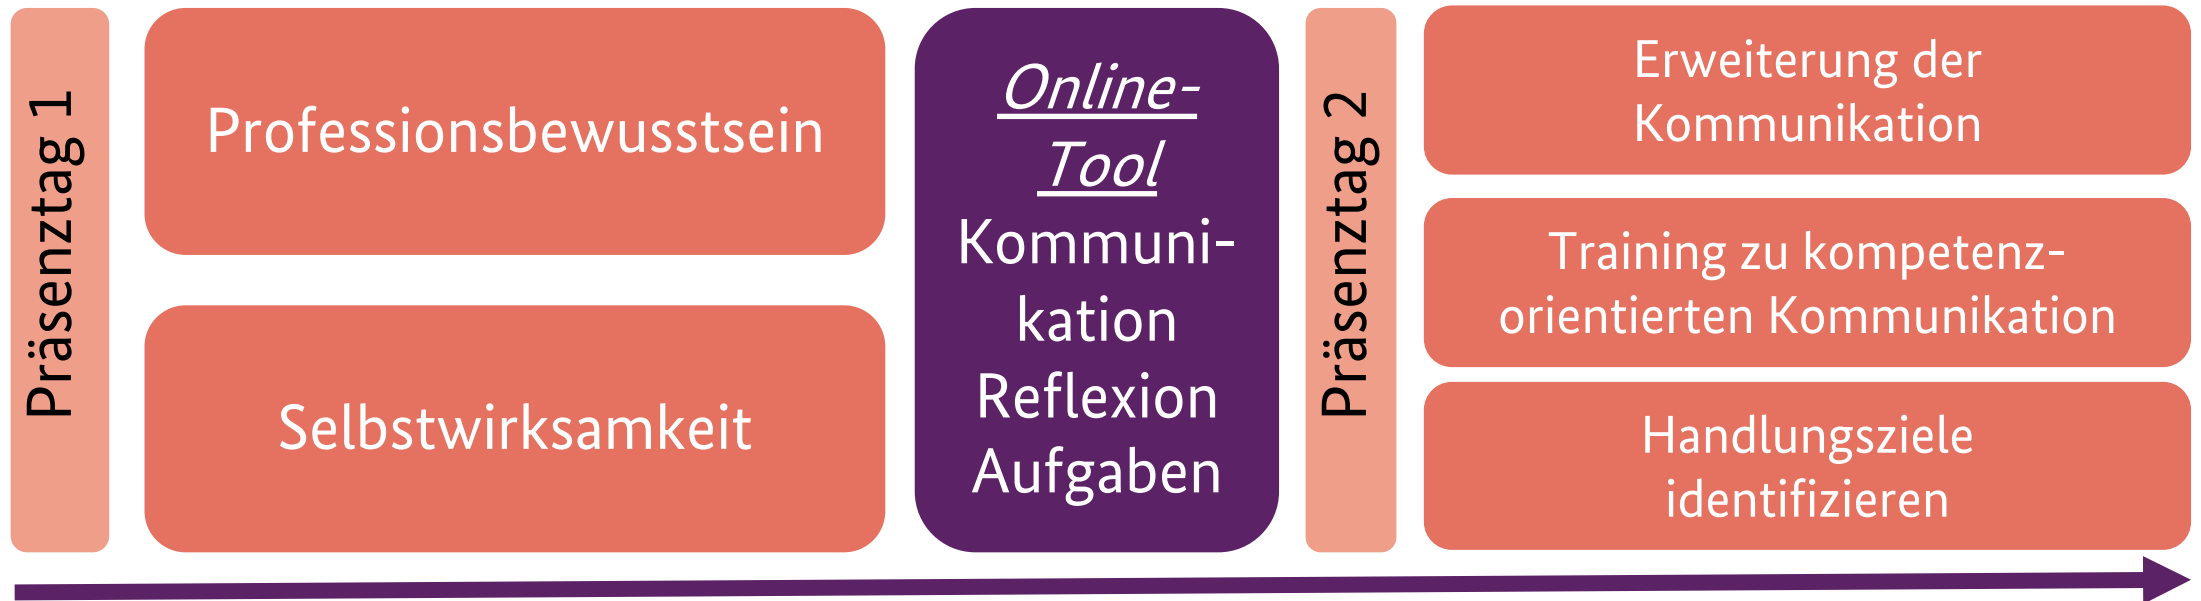 Präsenztag 1
Professionsbewusstsein
Selbstwirksamkeit
Online-
Tool
Kommuni-
kation
Reflexion
Aufgaben
Präsenztag 2
Erweiterung der
Kommunikation
Training zu kompetenz-
orientierten Kommunikation
Handlungsziele
identifizieren